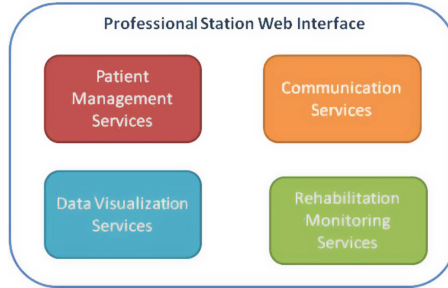 Professional Station Web Interface
Patient
Management
Services
Communication
Services
Data Visualization
Services
Rehabilitation
Monitoring
Services